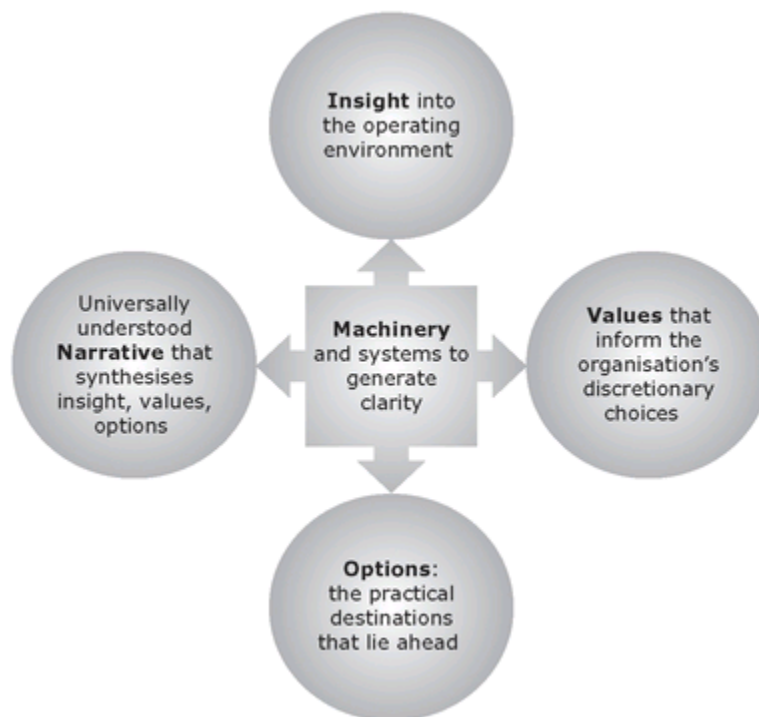 Insight into
the operating
environment
Universally
understood
Narrative that
synthesises
insight, values,
options
Machinery
and systems to
generate
clarity
Values that
inform the
organisation's
discretionary
choices
Options:
the practical
destinations
that lie ahead